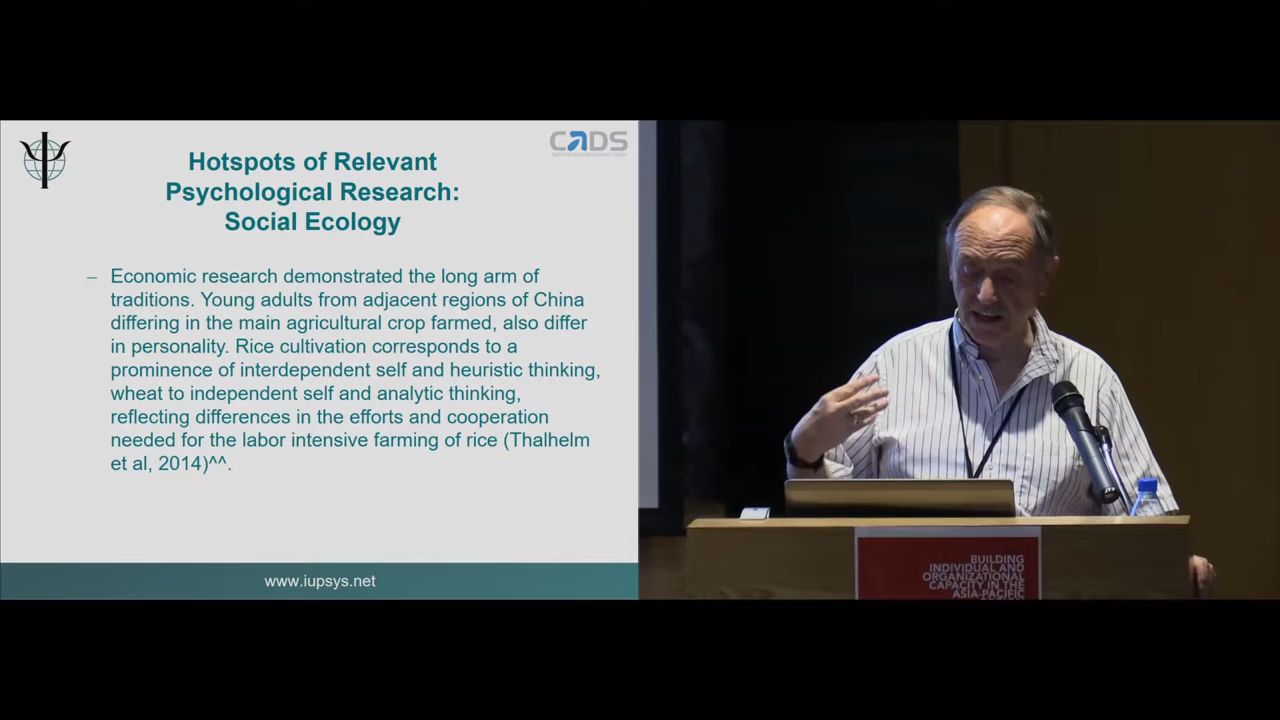 CADS
Hotspots of Relevant
Psychological Research:
Social Ecology
– Economic research demonstrated the long arm of
traditions. Young adults from adjacent regions of China
differing in the main agricultural crop farmed, also differ
in personality. Rice cultivation corresponds to a
prominence of interdependent self and heuristic thinking,
wheat to independent self and analytic thinking,
reflecting differences in the efforts and cooperation
needed for the labor intensive farming of rice (Thalhelm
et al, 2014)^^.
www.iupsys.net
BUILDING
INDIVIDUAL AND
ORGANIZATIONAL
CAPACITY IN THE
ASIA-PACIFIC